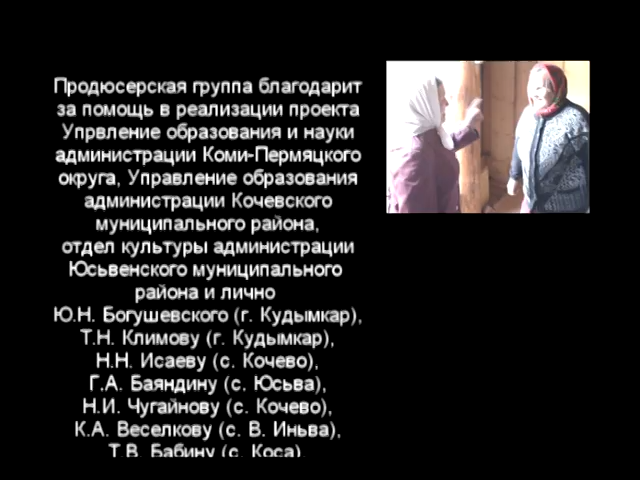 Продюсерская группа благодарит
за помощь в реализации проекта
Упрвление образования и науки
администрации Коми-Пермяцкого
округа, Управление образования
администрации Кочевского
муниципального района,
отдел культуры администрации
Юсьвенского муниципального
района и лично
Ю.Н. Богушевского (г. Кудымкар),
Т.Н. Климову (г. Кудымкар),
Н.Н. Исаеву (с. Кочево),
Г.А. Баяндину (с. Юсьва),
Н.И. Чугайнову (с. Кочево),
К.А. Веселкову (с. В. Иньва),
Т.В. Бабину (с. Коса),